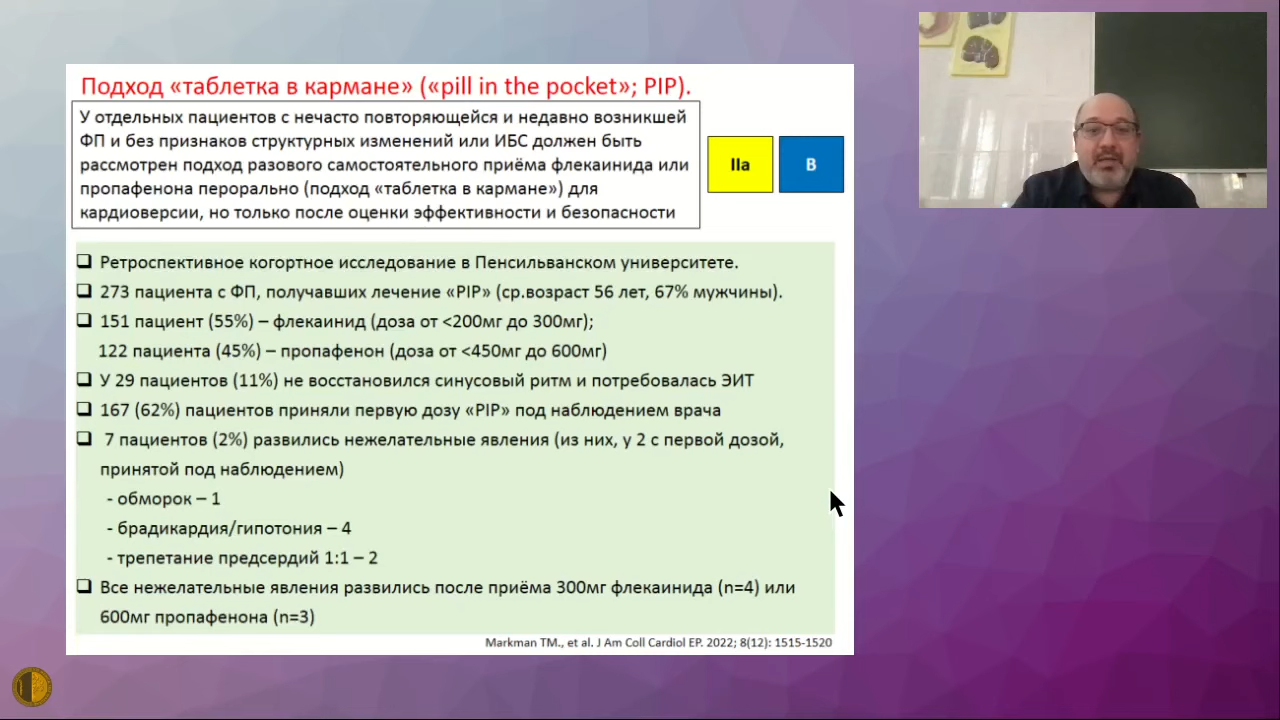 Подход «таблетка в кармане» («pill in the pocket»; PIP).
У отдельных пациентов с нечасто повторяющейся и недавно возникшей
ФП и без признаков структурных изменений или ИБС должен быть
рассмотрен подход разового самостоятельного приёма флекаинида или
пропафенона перорально (подход «таблетка в кармане») для
кардиоверсии, но только после оценки эффективности и безопасности
IIa
B
Ретроспективное когортное исследование в Пенсильванском университете.
273 пациента с ФП, получавших лечение «PIP» (ср.возраст 56 лет, 67% мужчины).
151 пациент (55%) – флекаинид (доза от <200мг до 300мг);
122 пациента (45%) – пропафенон (доза от <450мг до 600мг)
У 29 пациентов (11%) не восстановился синусовый ритм и потребовалась ЭИТ
167 (62%) пациентов приняли первую дозу «PIP» под наблюдением врача
7 пациентов (2%) развились нежелательные явления (из них, у 2 с первой дозой,
принятой под наблюдением)
- обморок – 1
- брадикардия/гипотония – 4
- трепетание предсердий 1:1 – 2
Все нежелательные явления развились после приёма 300мг флекаинида (n=4) или
600мг пропафенона (n=3)
Markman TM., et al. J Am Coll Cardiol EP. 2022; 8(12): 1515-1520